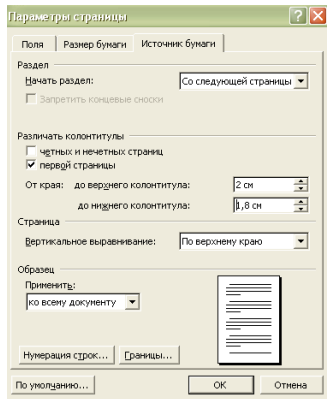 Параметры страницы
Поля Размер бумаги Источник бумаги
Раздел
Начать раздел: Со следующей страницы
Запретить концевые сноски
Различать колонтитулы
четных и нечетных страниц
первой страницы
От края: до верхнего колонтитула: 2 см
до нижнего колонтитула: 1,8 см
Страница
Вертикальное выравнивание: По верхнему краю
Образец
Применить:
ко всему документу
Нумерация строк... Границы...
По умолчанию... ОК Отмена